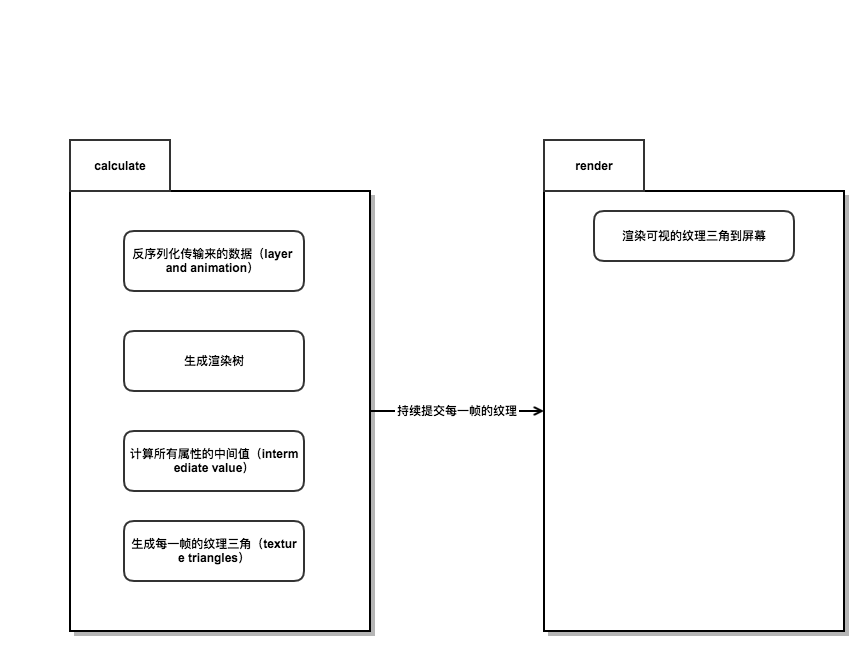 calculate
反序列化传输来的数据（layer
and animation）
生成渲染树
计算所有属性的中间值（interm
ediate value）
生成每一帧的纹理三角（textur
e triangles）
持续提交每一帧的纹理
render
渲染可视的纹理三角到屏幕